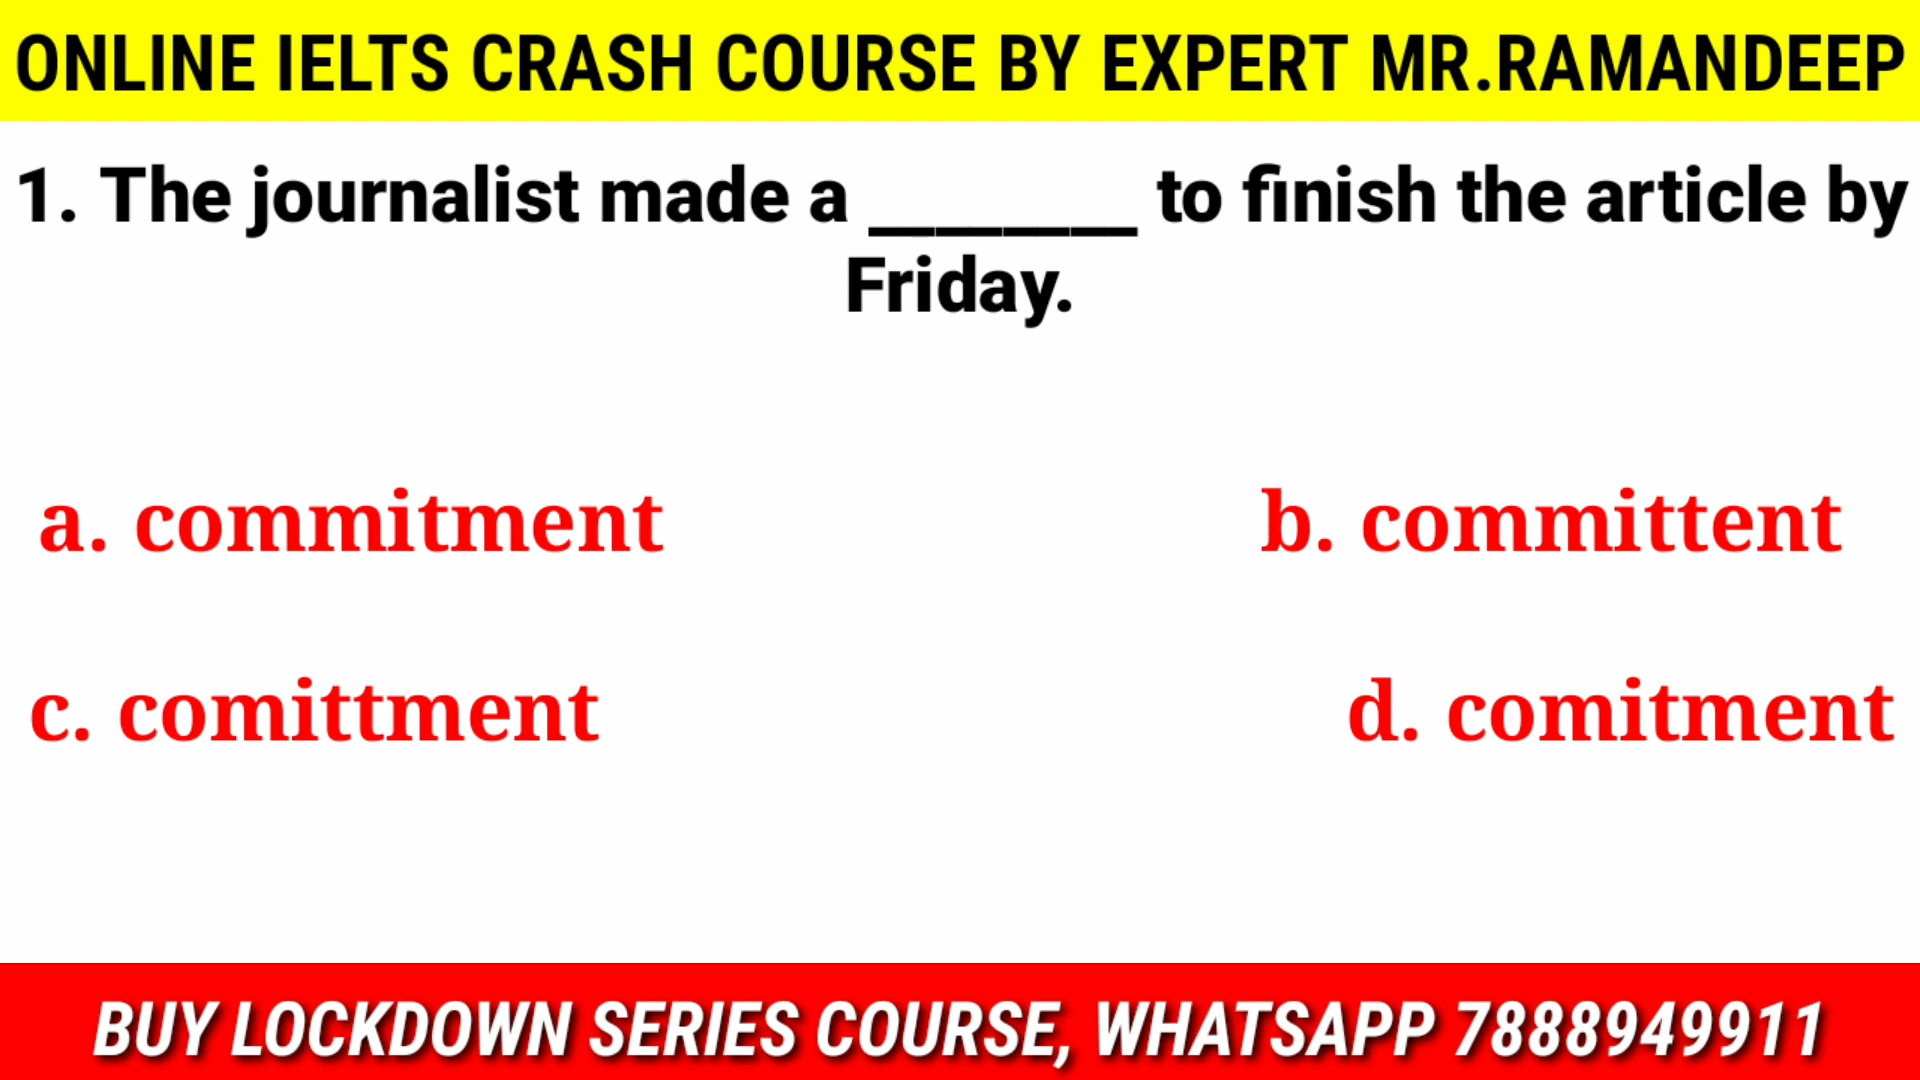 ONLINE IELTS CRASH COURSE BY EXPERT MR.RAMANDEEP
1. The journalist made a ________ to finish the article by
Friday.
a. commitment
b. committent
c. comittment
d. comitment
BUY LOCKDOWN SERIES COURSE, WHATSAPP 7888949911